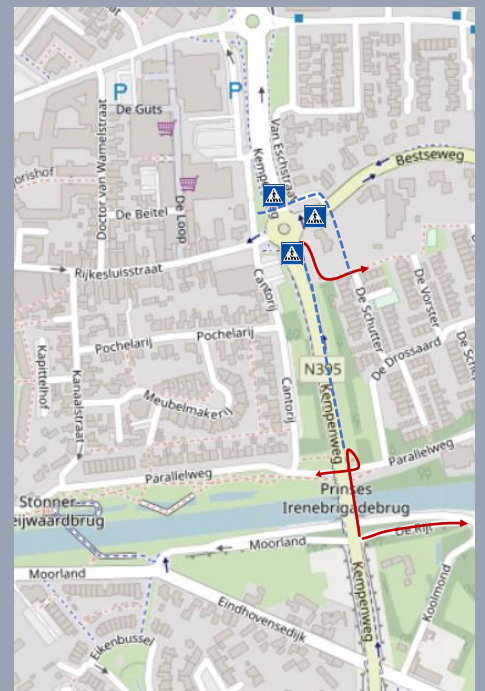 P
P
De Guts
Doctor van Wamelstraat
orishof
De Beitel
De Loop
Kempenweg
Van Eschstraat
Bestseweg
Rijkesluisstraat
Cantorij
De Schutter
De Vorster
De Drossaard
De Sche
Pochelarij
Pochelarij
Kapittelhof
Kanaalstraat
Meubelmakerij
Cantorij
N395
Kempenweg
Parallelweg
Parallelweg
Stönner-
eijwaardbrug
Prinses
Irenebrigadebrug
De Rijt
Moorland
Moorland
Eindhovensedijk
Kempenweg
Koolmond
Eikenbussel